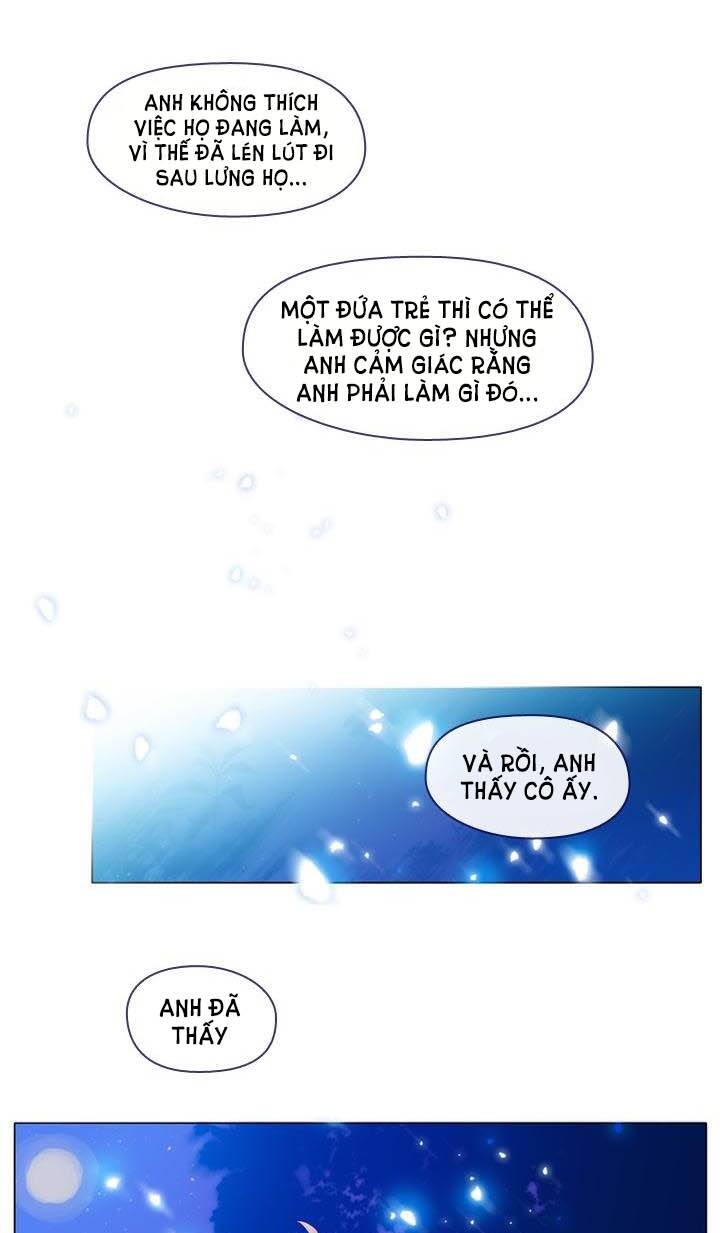 ANH KHÔNG THÍCH
VIỆC HỌ ĐANG LÀM,
VÌ THẾ ĐÃ LÉN LÚT ĐI
SAU LƯNG HỌ...
MỘT ĐỨA TRẺ THÌ CÓ THỂ
LÀM ĐƯỢC GÌ? NHƯNG
ANH CẢM GIÁC RẰNG
ANH PHẢI LÀM GÌ ĐÓ...
VÀ RỒI, ANH
THẤY CÔ ẤY.
ANH ĐÃ
THẤY